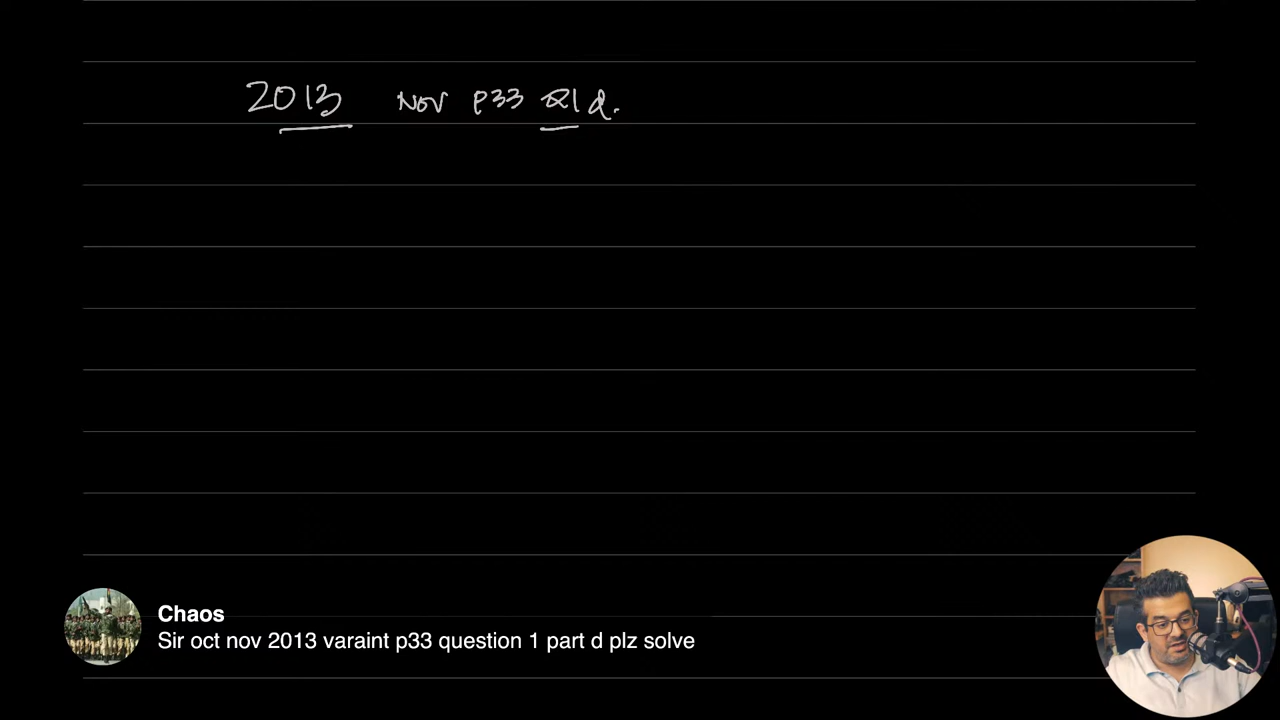 2013 Nov P33 Q1 d.
Chaos
Sir oct nov 2013 varaint p33 question 1 part d plz solve